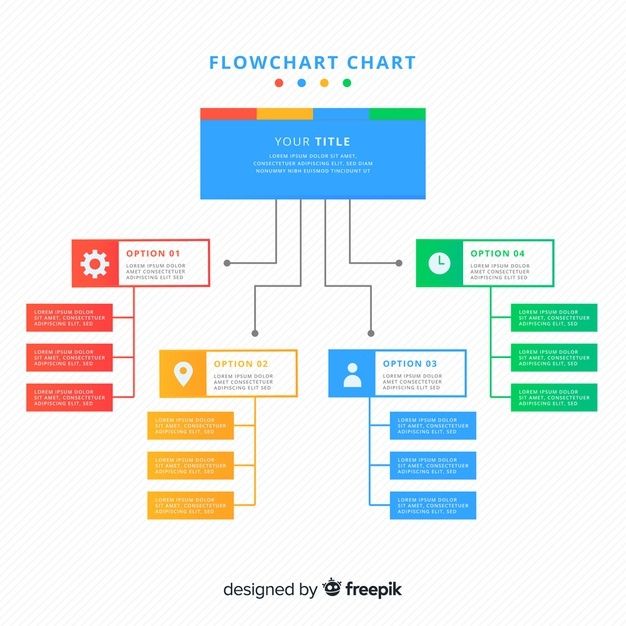 FLOWCHART CHART
YOUR TITLE
LOREM IPSUM DOLOR SIT AMET,
CONSECTETUER ADIPISCING ELIT, SED DIAM
NONUMMY NIBH EUISMOD TINCIDUNT UT
OPTION 01
LOREM IPSUM DOLOR SIT
AMET CONSECTETUER
ADIPISCING ELIT, SED
LOREM IPSUM DOLOR
SIT AMET, CONSECTETUER
ADIPISCING ELIT, SED
LOREM IPSUM DOLOR
SIT AMET, CONSECTETUER
ADIPISCING ELIT, SED
LOREM IPSUM DOLOR
SIT AMET, CONSECTETUER
ADIPISCING ELIT, SED
OPTION 02
LOREM IPSUM DOLOR SIT
AMET CONSECTETUER
ADIPISCING ELIT, SED
LOREM IPSUM DOLOR
SIT AMET, CONSECTETUER
ADIPISCING ELIT, SED
LOREM IPSUM DOLOR
SIT AMET, CONSECTETUER
ADIPISCING ELIT, SED
LOREM IPSUM DOLOR
SIT AMET, CONSECTETUER
ADIPISCING ELIT, SED
OPTION 03
LOREM IPSUM DOLOR SIT
AMET CONSECTETUER
ADIPISCING ELIT, SED
LOREM IPSUM DOLOR
SIT AMET, CONSECTETUER
ADIPISCING ELIT, SED
LOREM IPSUM DOLOR
SIT AMET, CONSECTETUER
ADIPISCING ELIT, SED
LOREM IPSUM DOLOR
SIT AMET, CONSECTETUER
ADIPISCING ELIT, SED
OPTION 04
LOREM IPSUM DOLOR SIT
AMET CONSECTETUER
ADIPISCING ELIT, SED
LOREM IPSUM DOLOR
SIT AMET, CONSECTETUER
ADIPISCING ELIT, SED
LOREM IPSUM DOLOR
SIT AMET, CONSECTETUER
ADIPISCING ELIT, SED
LOREM IPSUM DOLOR
SIT AMET, CONSECTETUER
ADIPISCING ELIT, SED
designed by freepik